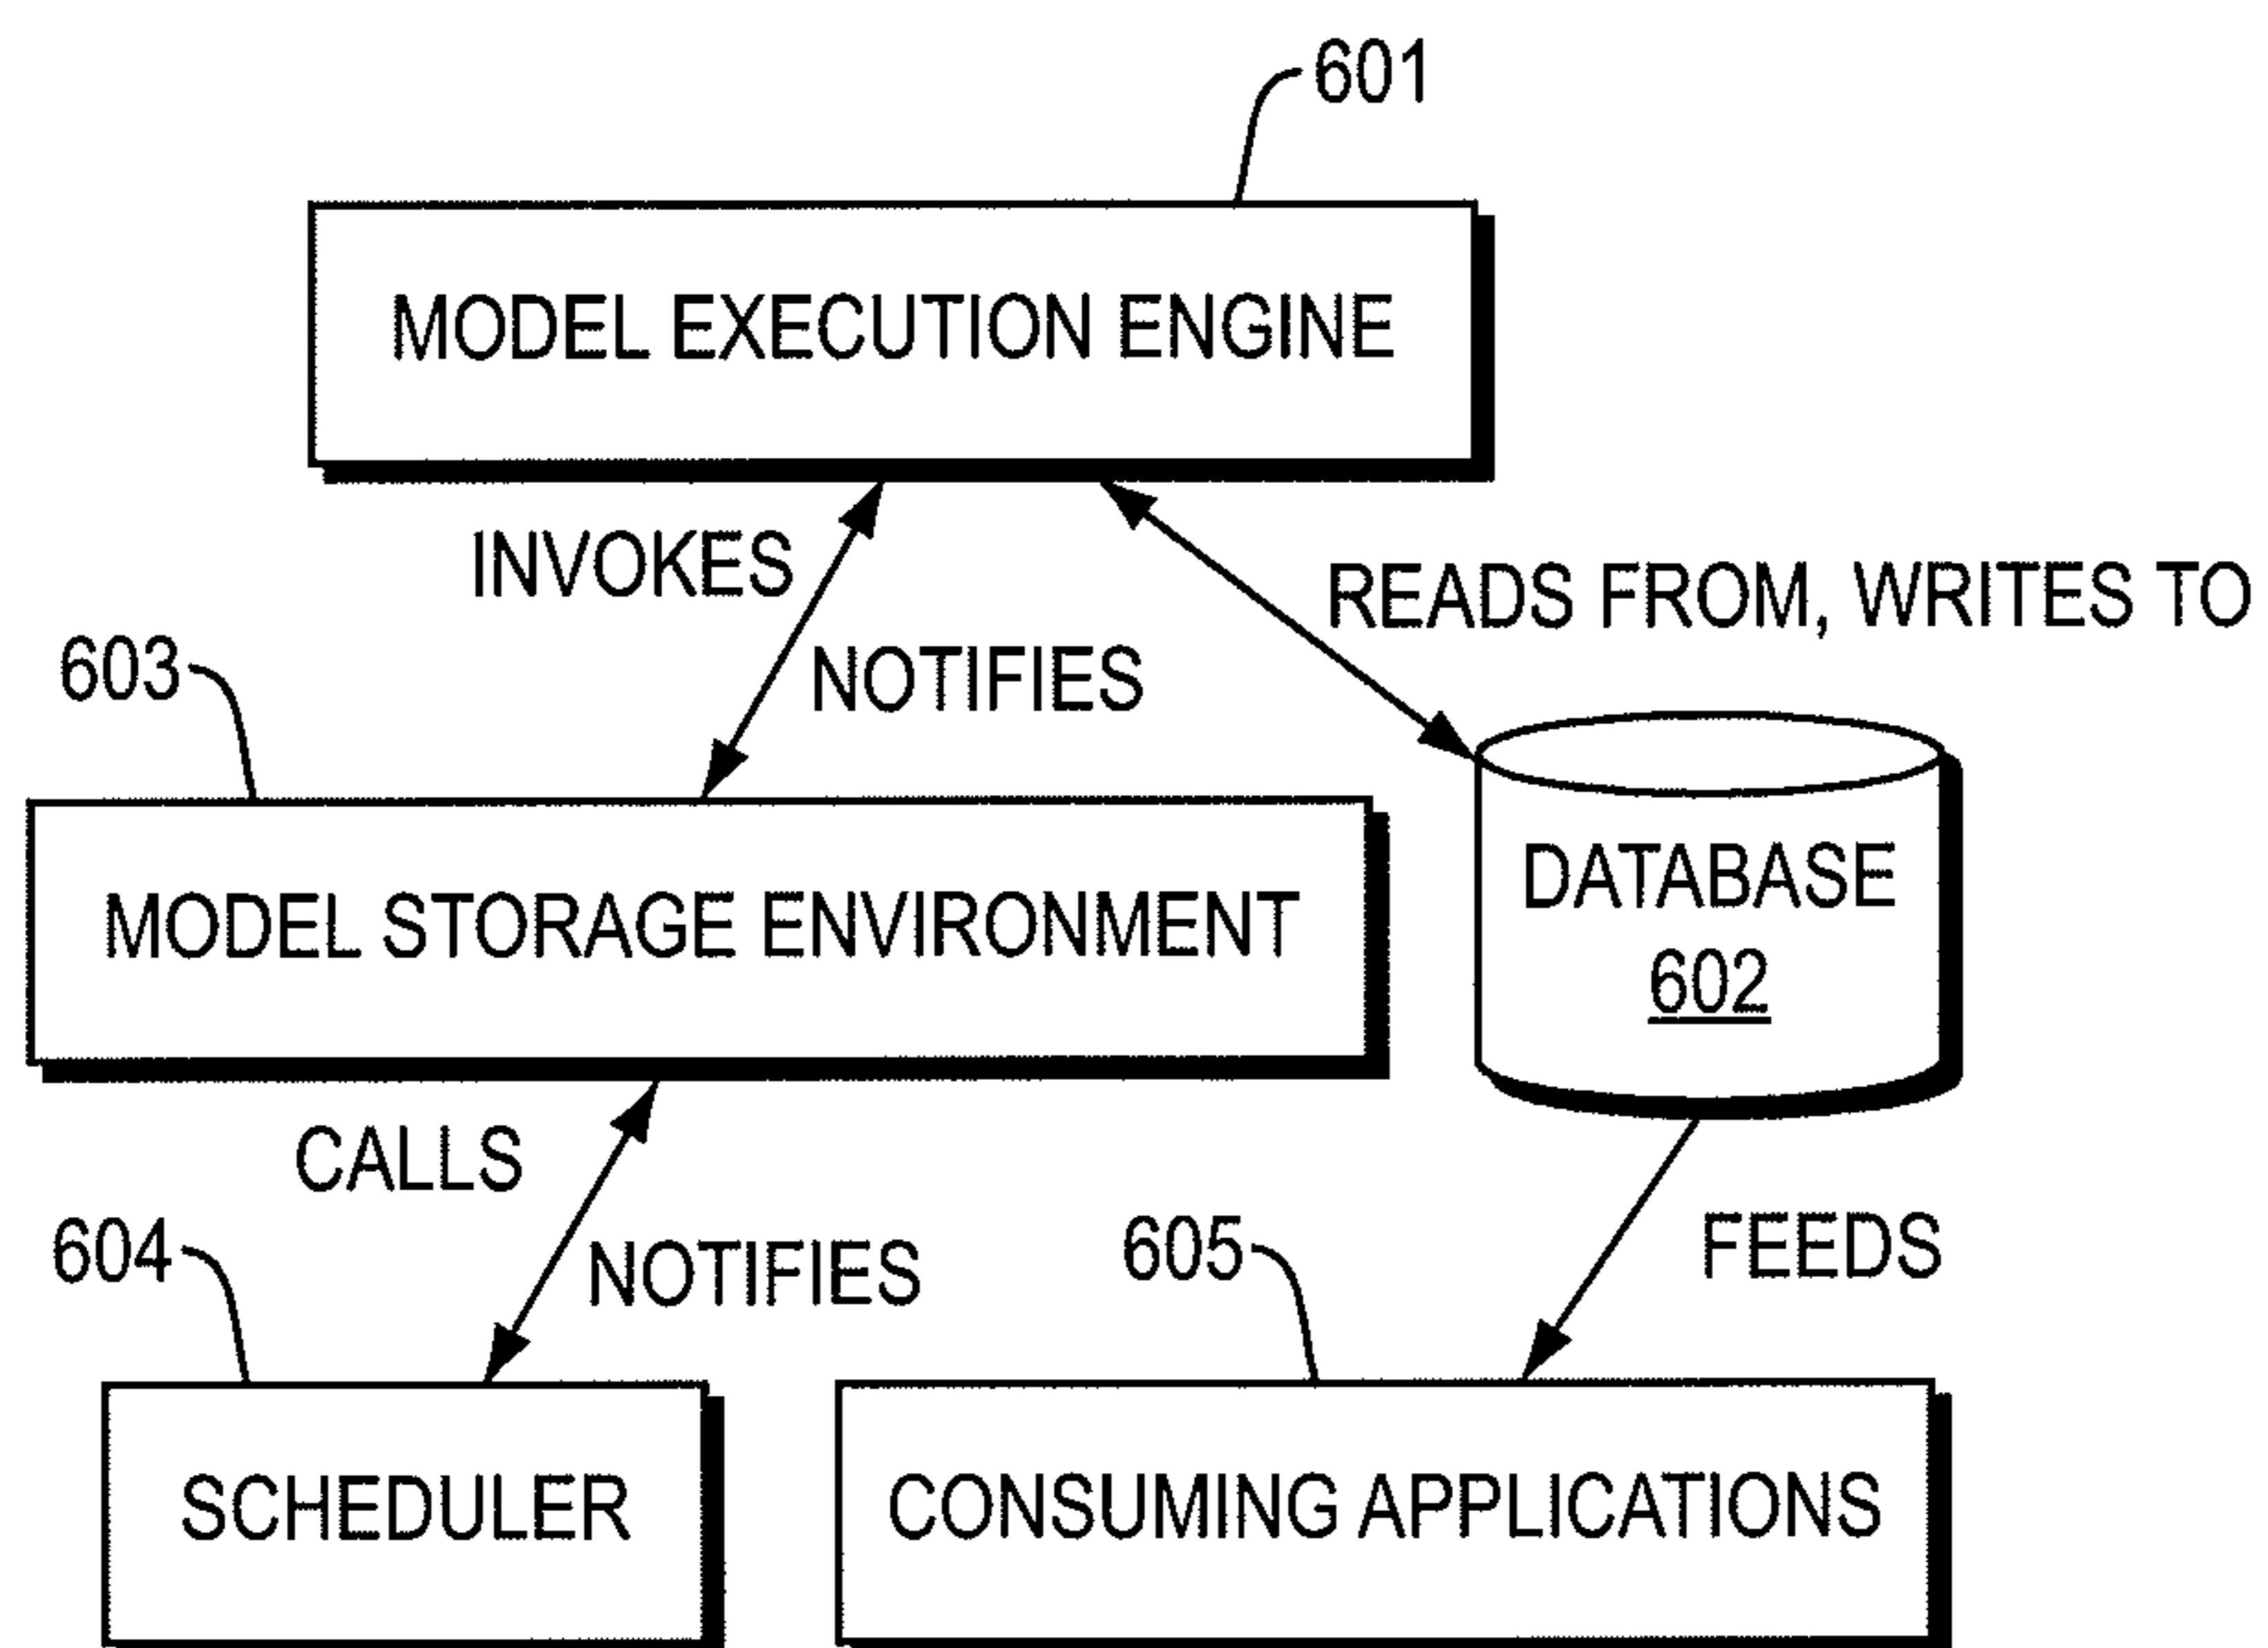 601
MODEL EXECUTION ENGINE
INVOKES
READS FROM, WRITES TO
603
NOTIFIES
MODEL STORAGE ENVIRONMENT
DATABASE
602
CALLS
604
NOTIFIES
605
FEEDS
SCHEDULER
CONSUMING APPLICATIONS